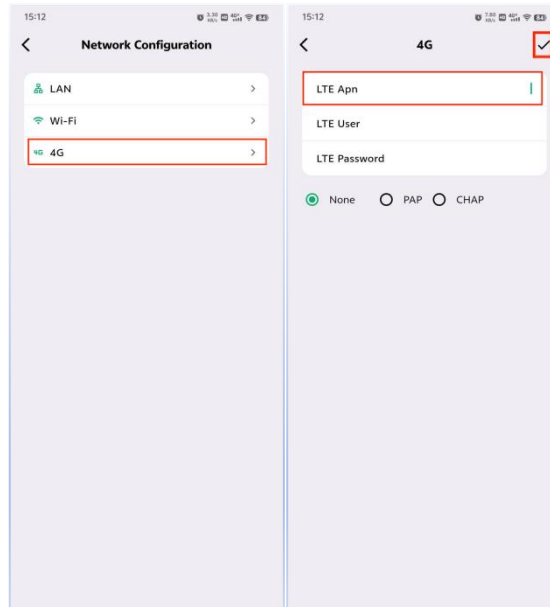 15:12
Network Configuration
LAN
Wi-Fi
4G 4G
15:12
4G
LTE Apn
LTE User
LTE Password
None PAP CHAP